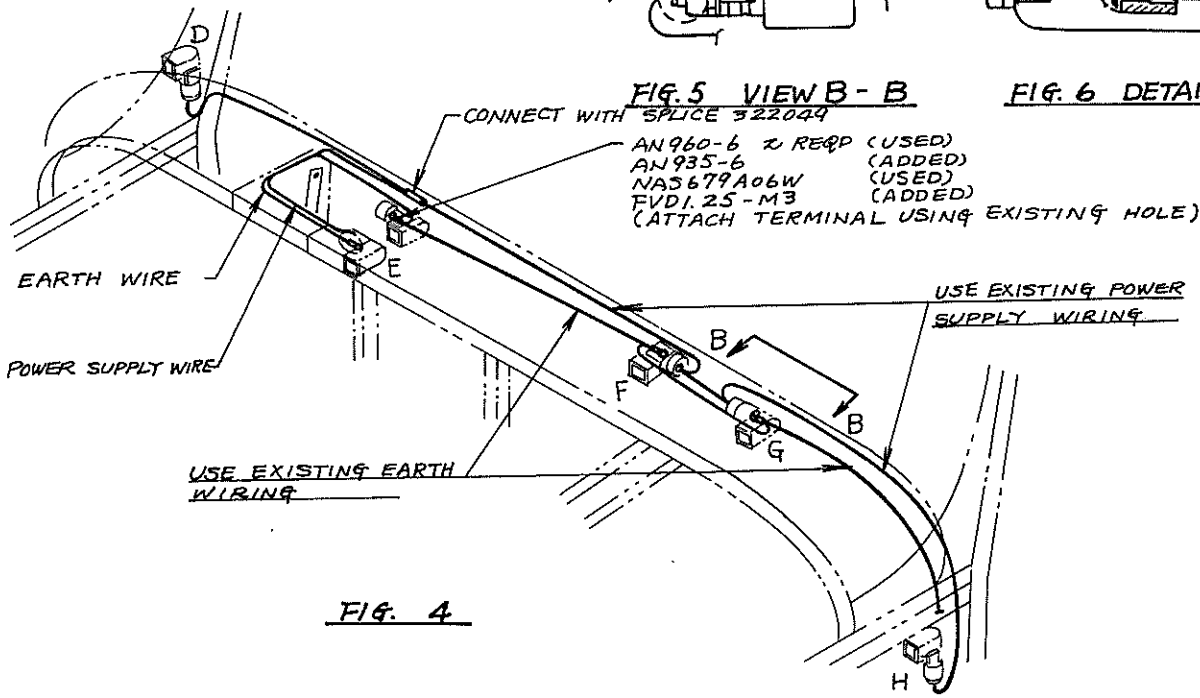 D
FIG. 5 VIEW B - B
FIG. 6 DETAI
CONNECT WITH SPLICE 322049
AN960-6 2 REQD (USED)
AN935-6 (ADDED)
NAS679A06W (USED)
FVD1.25-M3 (ADDED)
(ATTACH TERMINAL USING EXISTING HOLE)
E
EARTH WIRE
USE EXISTING POWER
SUPPLY WIRING
B
POWER SUPPLY WIRE
F
B
G
USE EXISTING EARTH
WIRING
FIG. 4
H